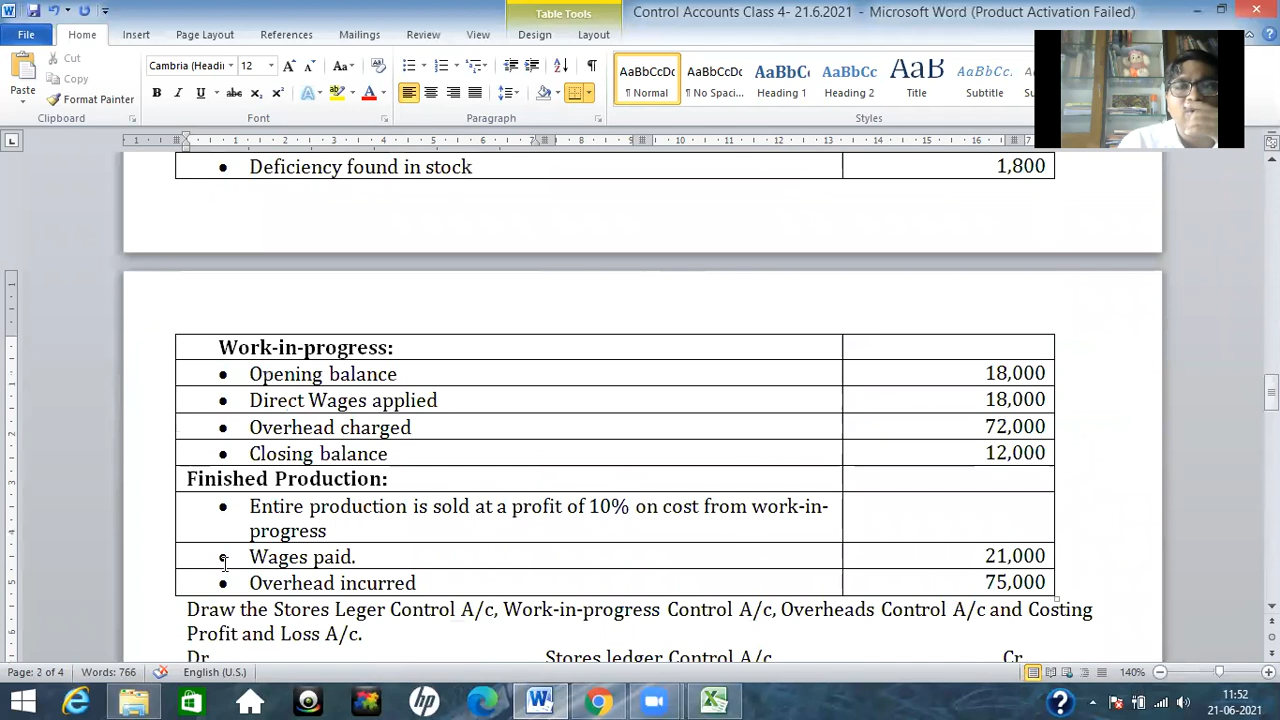 Table Tools
Control Accounts Class 4- 21.6.2021 - Microsoft Word (Product Activation Failed)
File Home Insert Page Layout References Mailings Review View Design Layout
Cut
Copy
Format Painter
Paste
Clipboard
Cambria (Headi 12
Font
Paragraph
AaBbCcDc AaBbCcDc AaBbCc AaBbCc AaB AaBbCcL
¶ Normal ¶ No Spaci... Heading 1 Heading 2 Title Subtitle
Styles
• Deficiency found in stock 1,800
Work-in-progress:
• Opening balance 18,000
• Direct Wages applied 18,000
• Overhead charged 72,000
• Closing balance 12,000
Finished Production:
• Entire production is sold at a profit of 10% on cost from work-in-
progress
• Wages paid. 21,000
• Overhead incurred 75,000
Draw the Stores Leger Control A/c, Work-in-progress Control A/c, Overheads Control A/c and Costing
Profit and Loss A/c.
Dr Stores ledger Control A/c Cr
Page: 2 of 4 Words: 766 English (U.S.) 140%
11:52
21-06-2021